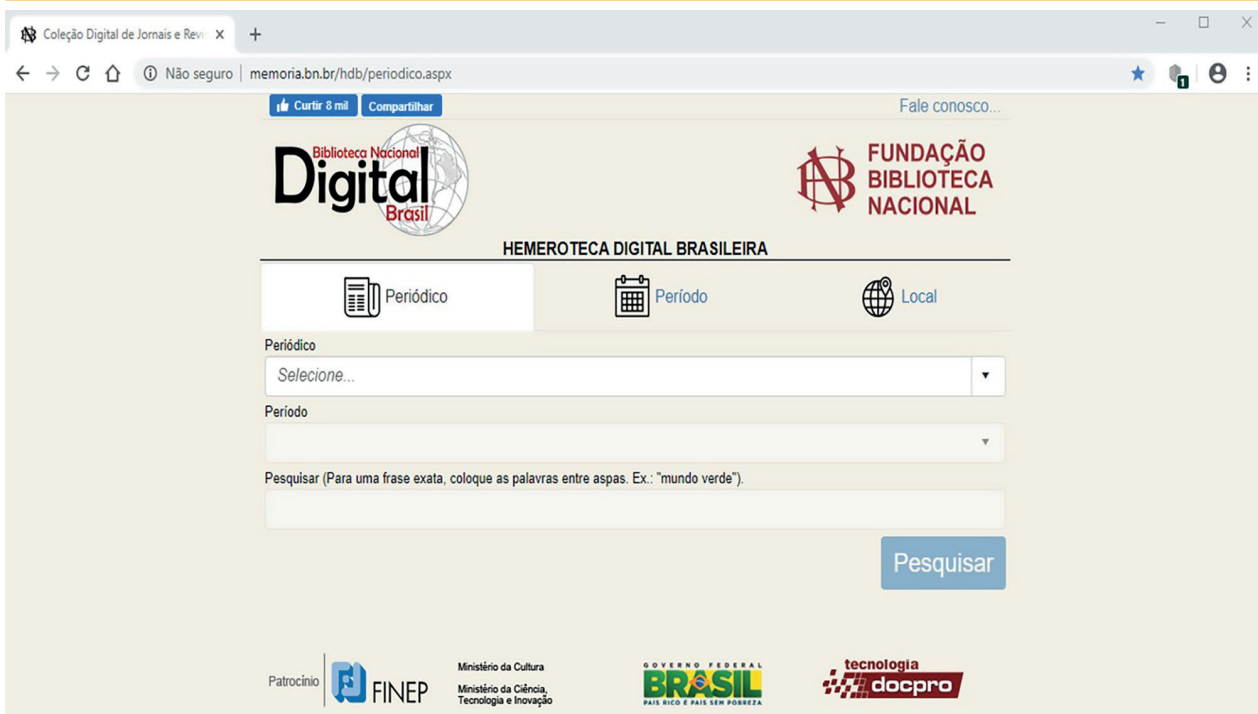 Coleção Digital de Jornais e Revi
Não seguro memoria.bn.br/hdb/periodico.aspx
1
Curtir 8 mil Compartilhar Fale conosco...
Biblioteca Nacional
Digital
Brasil
FUNDAÇÃO
BIBLIOTECA
NACIONAL
HEMEROTECA DIGITAL BRASILEIRA
Periódico Período Local
Periódico
Selecione...
Período
Pesquisar (Para uma frase exata, coloque as palavras entre aspas. Ex.: "mundo verde").
Pesquisar
Patrocínio
FINEP
Ministério da Cultura
Ministério da Ciência,
Tecnologia e Inovação
GOVERNO FEDERAL
BRASIL
PAÍS RICO É PAÍS SEM POBREZA
tecnologia
docpro